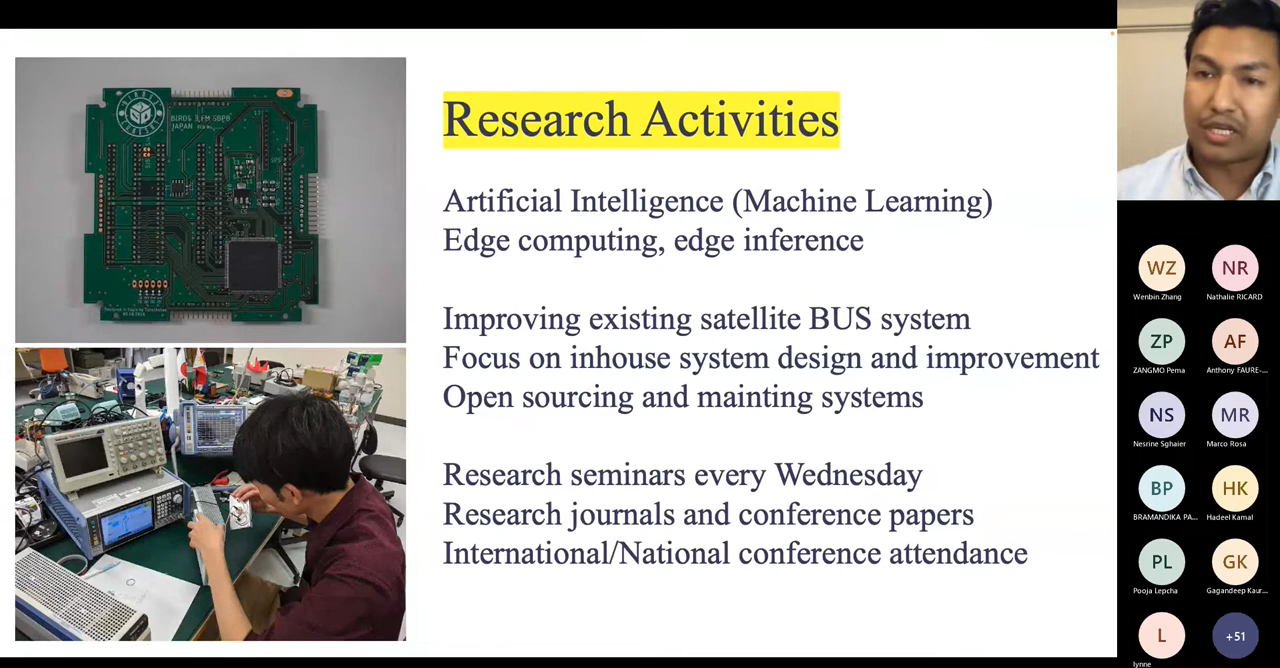 BIRDS
JAPAN
Research Activities
Artificial Intelligence (Machine Learning)
Edge computing, edge inference
Improving existing satellite BUS system
Focus on inhouse system design and improvement
Open sourcing and mainting systems
Research seminars every Wednesday
Research journals and conference papers
International/National conference attendance
WZ
Wenbin Zhang
NR
Nathalie RICARD
ZP
ZANGMO Pema
AF
Anthony FAURE-...
NS
Nesrine Sghaier
MR
Marco Rosa
BP
BRAMANDIKA PA...
HK
Hadeel Kamal
PL
Pooja Lepcha
GK
Gagandeep Kaur...
L
lynne
+51